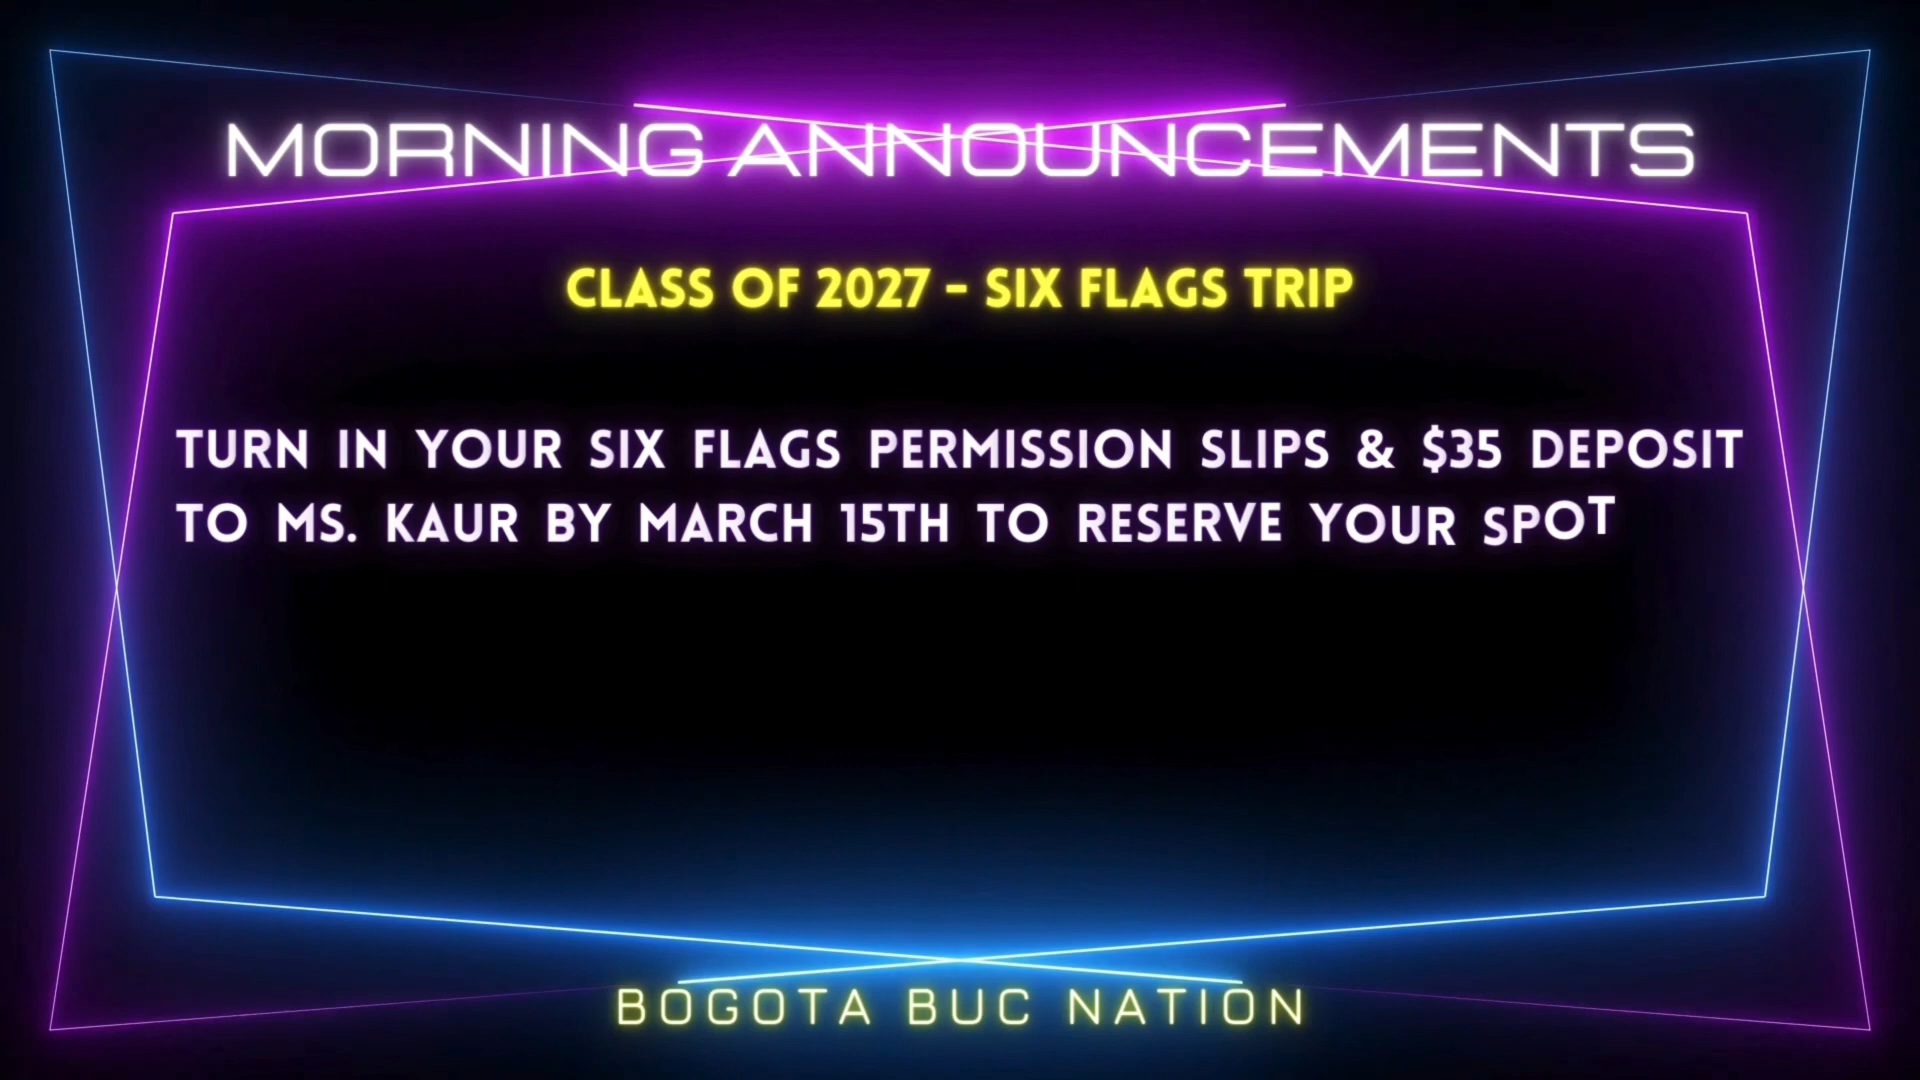 MORNING ANNOUNCEMENTS
CLASS OF 2027 - SIX FLAGS TRIP
TURN IN YOUR SIX FLAGS PERMISSION SLIPS & $35 DEPOSIT
TO MS. KAUR BY MARCH 15TH TO RESERVE YOUR SPOT
BOGOTA BUC NATION